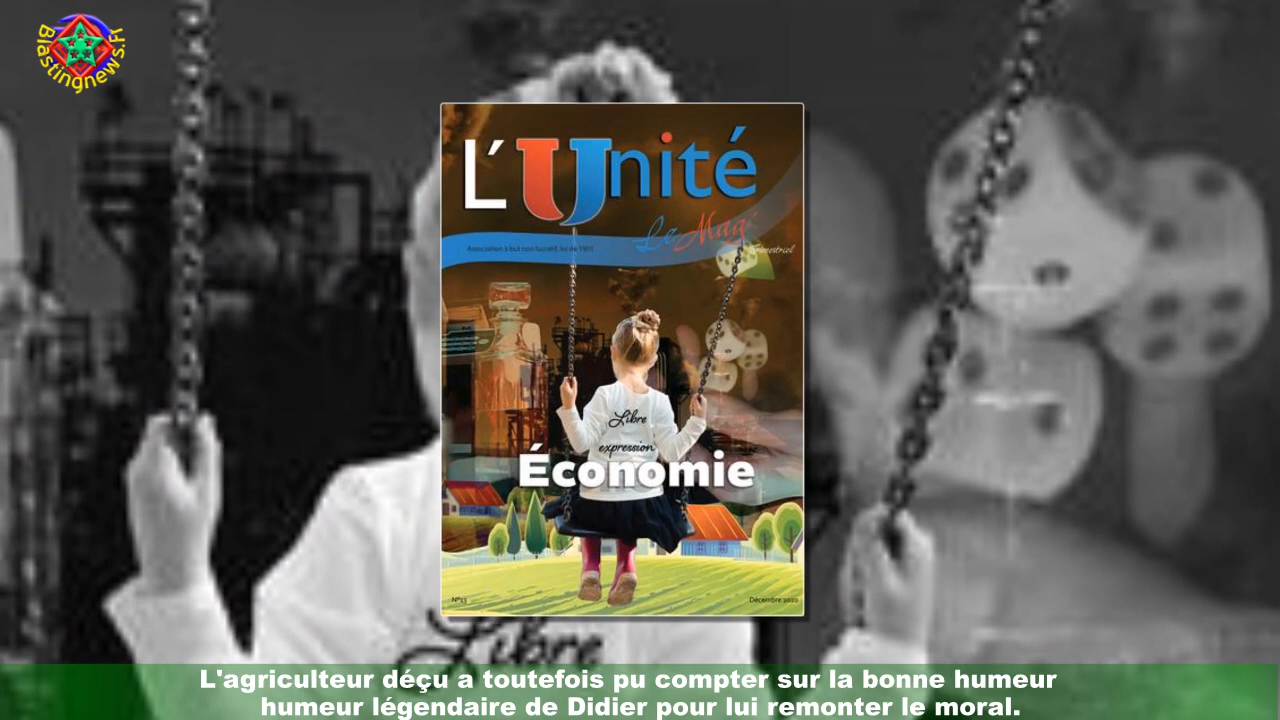 Blastingnews.Fr
L'Unité
Le Mag'
Association à but non lucratif, loi de 1901
Libre
expression
Économie
Décembre 2020
Libre
L'agriculteur déçu a toutefois pu compter sur la bonne humeur
humeur légendaire de Didier pour lui remonter le moral.